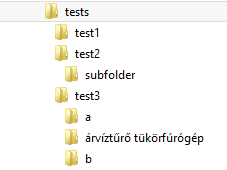 tests
test1
test2
subfolder
test3
a
árvíztűrő tükörfúrógép
b